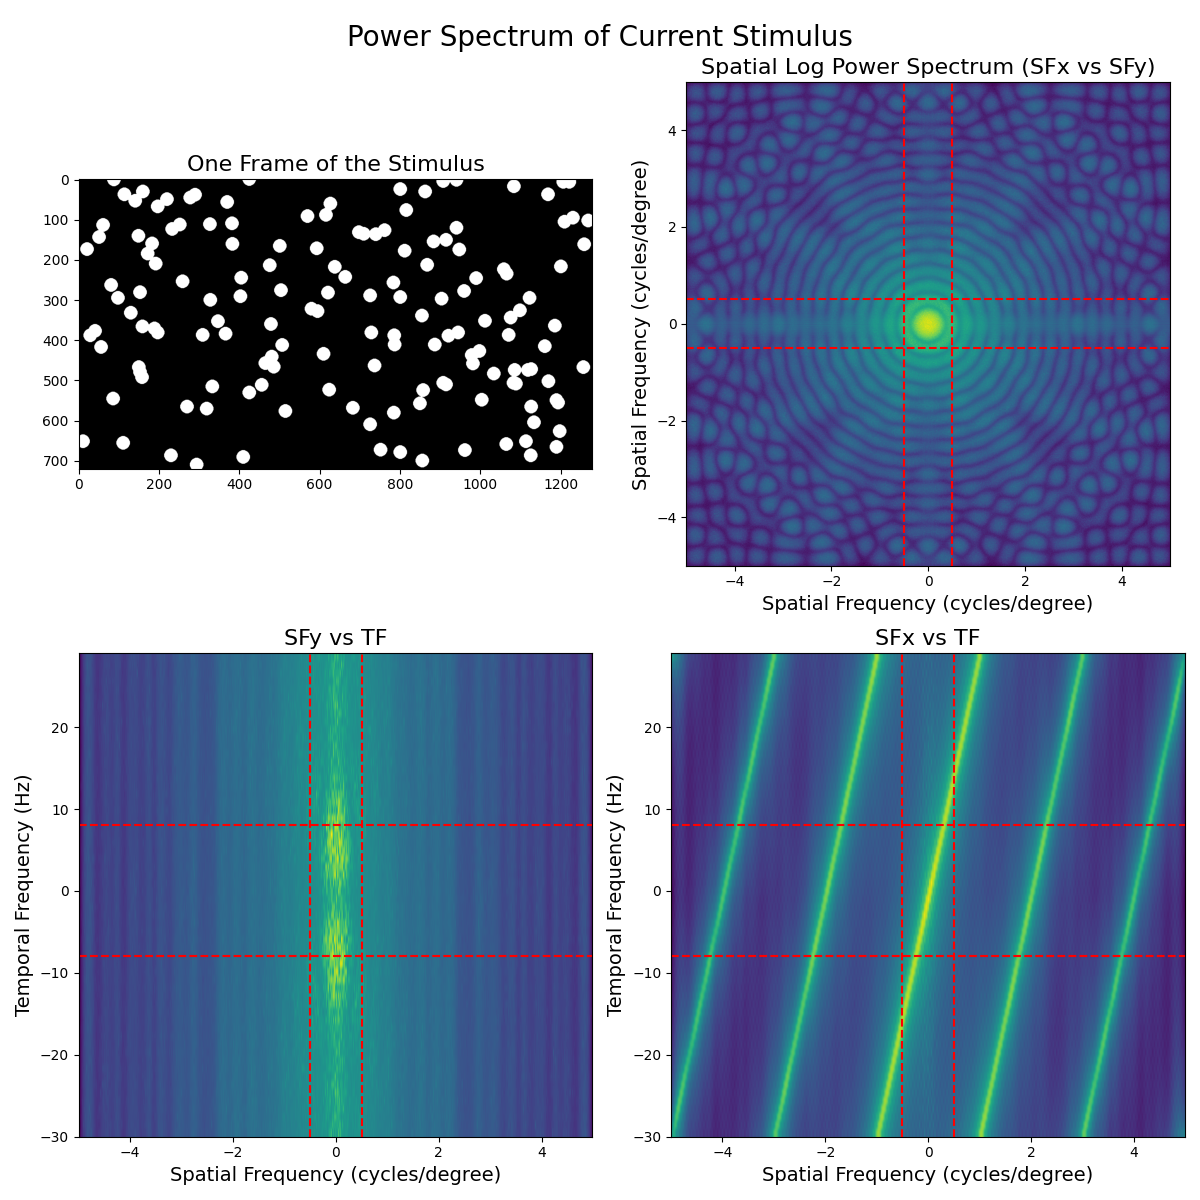 Power Spectrum of Current Stimulus
One Frame of the Stimulus
0
100
200
300
400
500
600
700
0 200 400 600 800 1000 1200
Spatial Log Power Spectrum (SFx vs SFy)
Spatial Frequency (cycles/degree)
4
2
0
−2
−4
−4 −2 0 2 4
Spatial Frequency (cycles/degree)
SFy vs TF
Temporal Frequency (Hz)
20
10
0
−10
−20
−30
−4 −2 0 2 4
Spatial Frequency (cycles/degree)
SFx vs TF
Temporal Frequency (Hz)
20
10
0
−10
−20
−30
−4 −2 0 2 4
Spatial Frequency (cycles/degree)